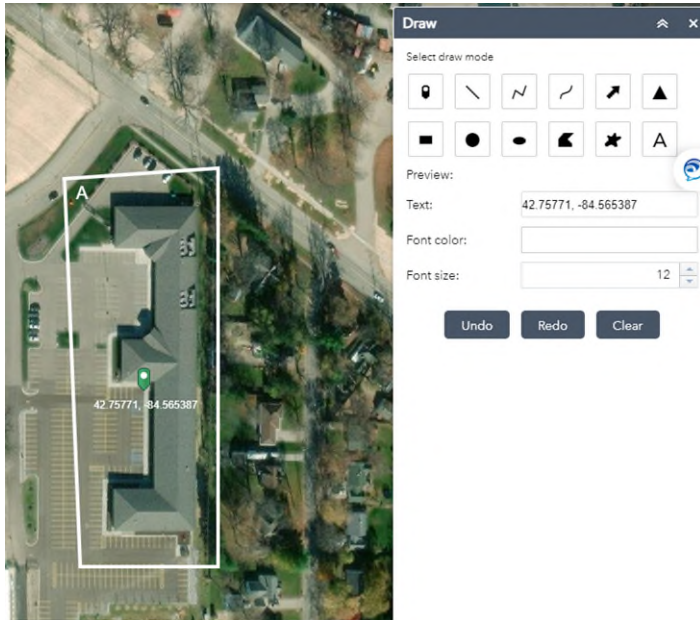 A
42.75771, -84.565387
Draw
Select draw mode
A
Preview:
Text: 42.75771, -84.565387
Font color:
Font size: 12
Undo Redo Clear